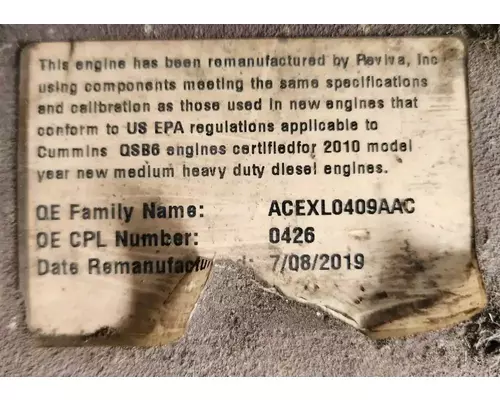 This engine has been remanufactured by Reviva, Inc
using components meeting the same specifications
and calibration as those used in new engines that
conform to US EPA regulations applicable to
Cummins QSB6 engines certifiedfor 2010 model
year new medium heavy duty diesel engines.
OE Family Name: ACEXL0409AAC
OE CPL Number: 0426
Date Remanufactured: 7/08/2019